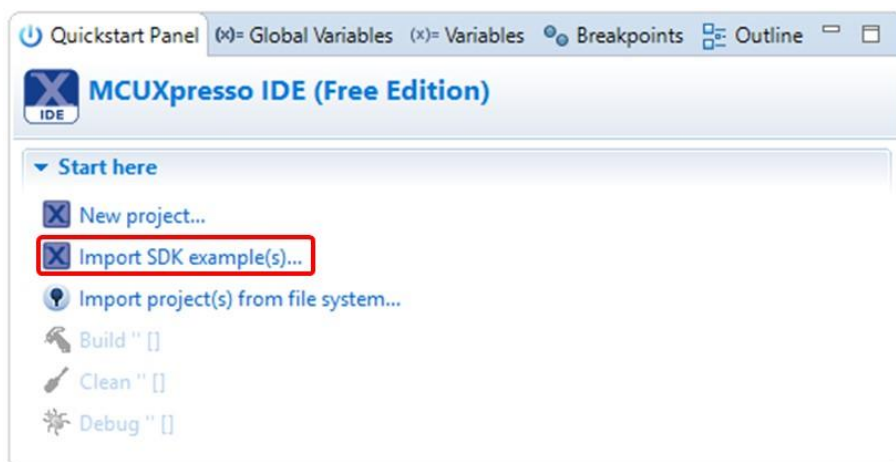 Quickstart Panel (x)= Global Variables (x)= Variables Breakpoints Outline
IDE
MCUXpresso IDE (Free Edition)
Start here
New project...
Import SDK example(s)...
Import project(s) from file system...
Build '' []
Clean '' []
Debug '' []